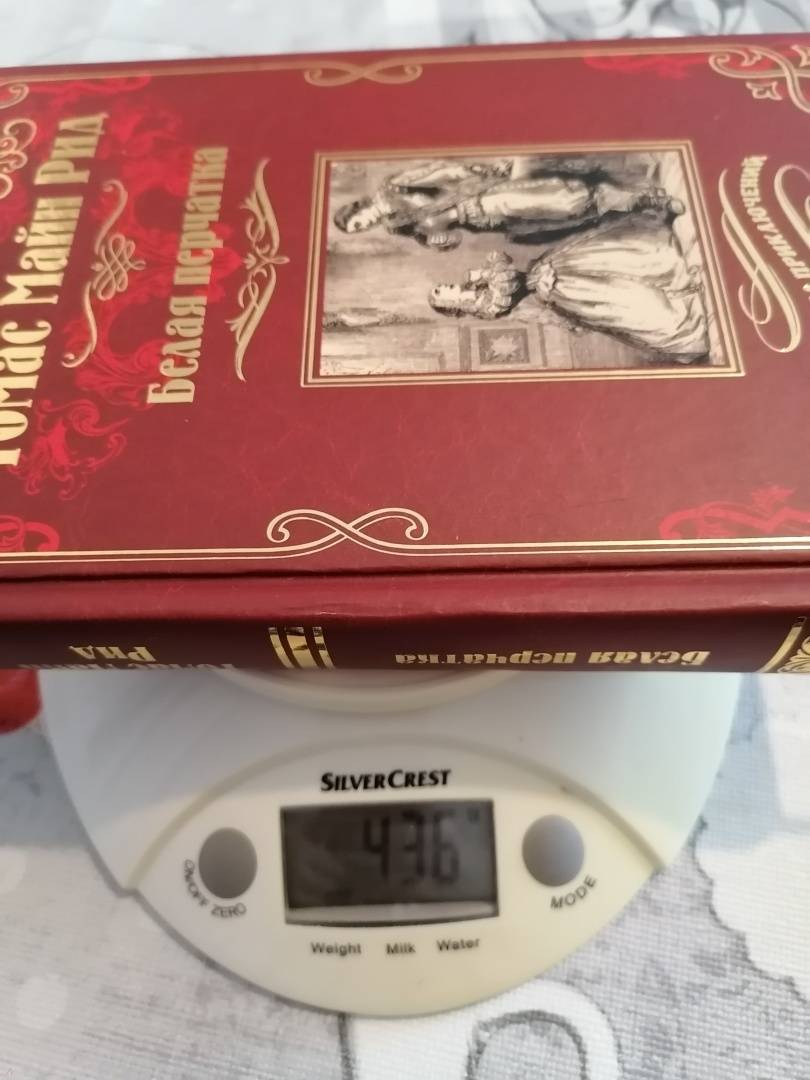 Томас Майн Рид
Белая перчатка
приключений
Рид
Белая перчатка
SILVERCREST
436
ON/OFF ZERO
MODE
Weight Milk Water